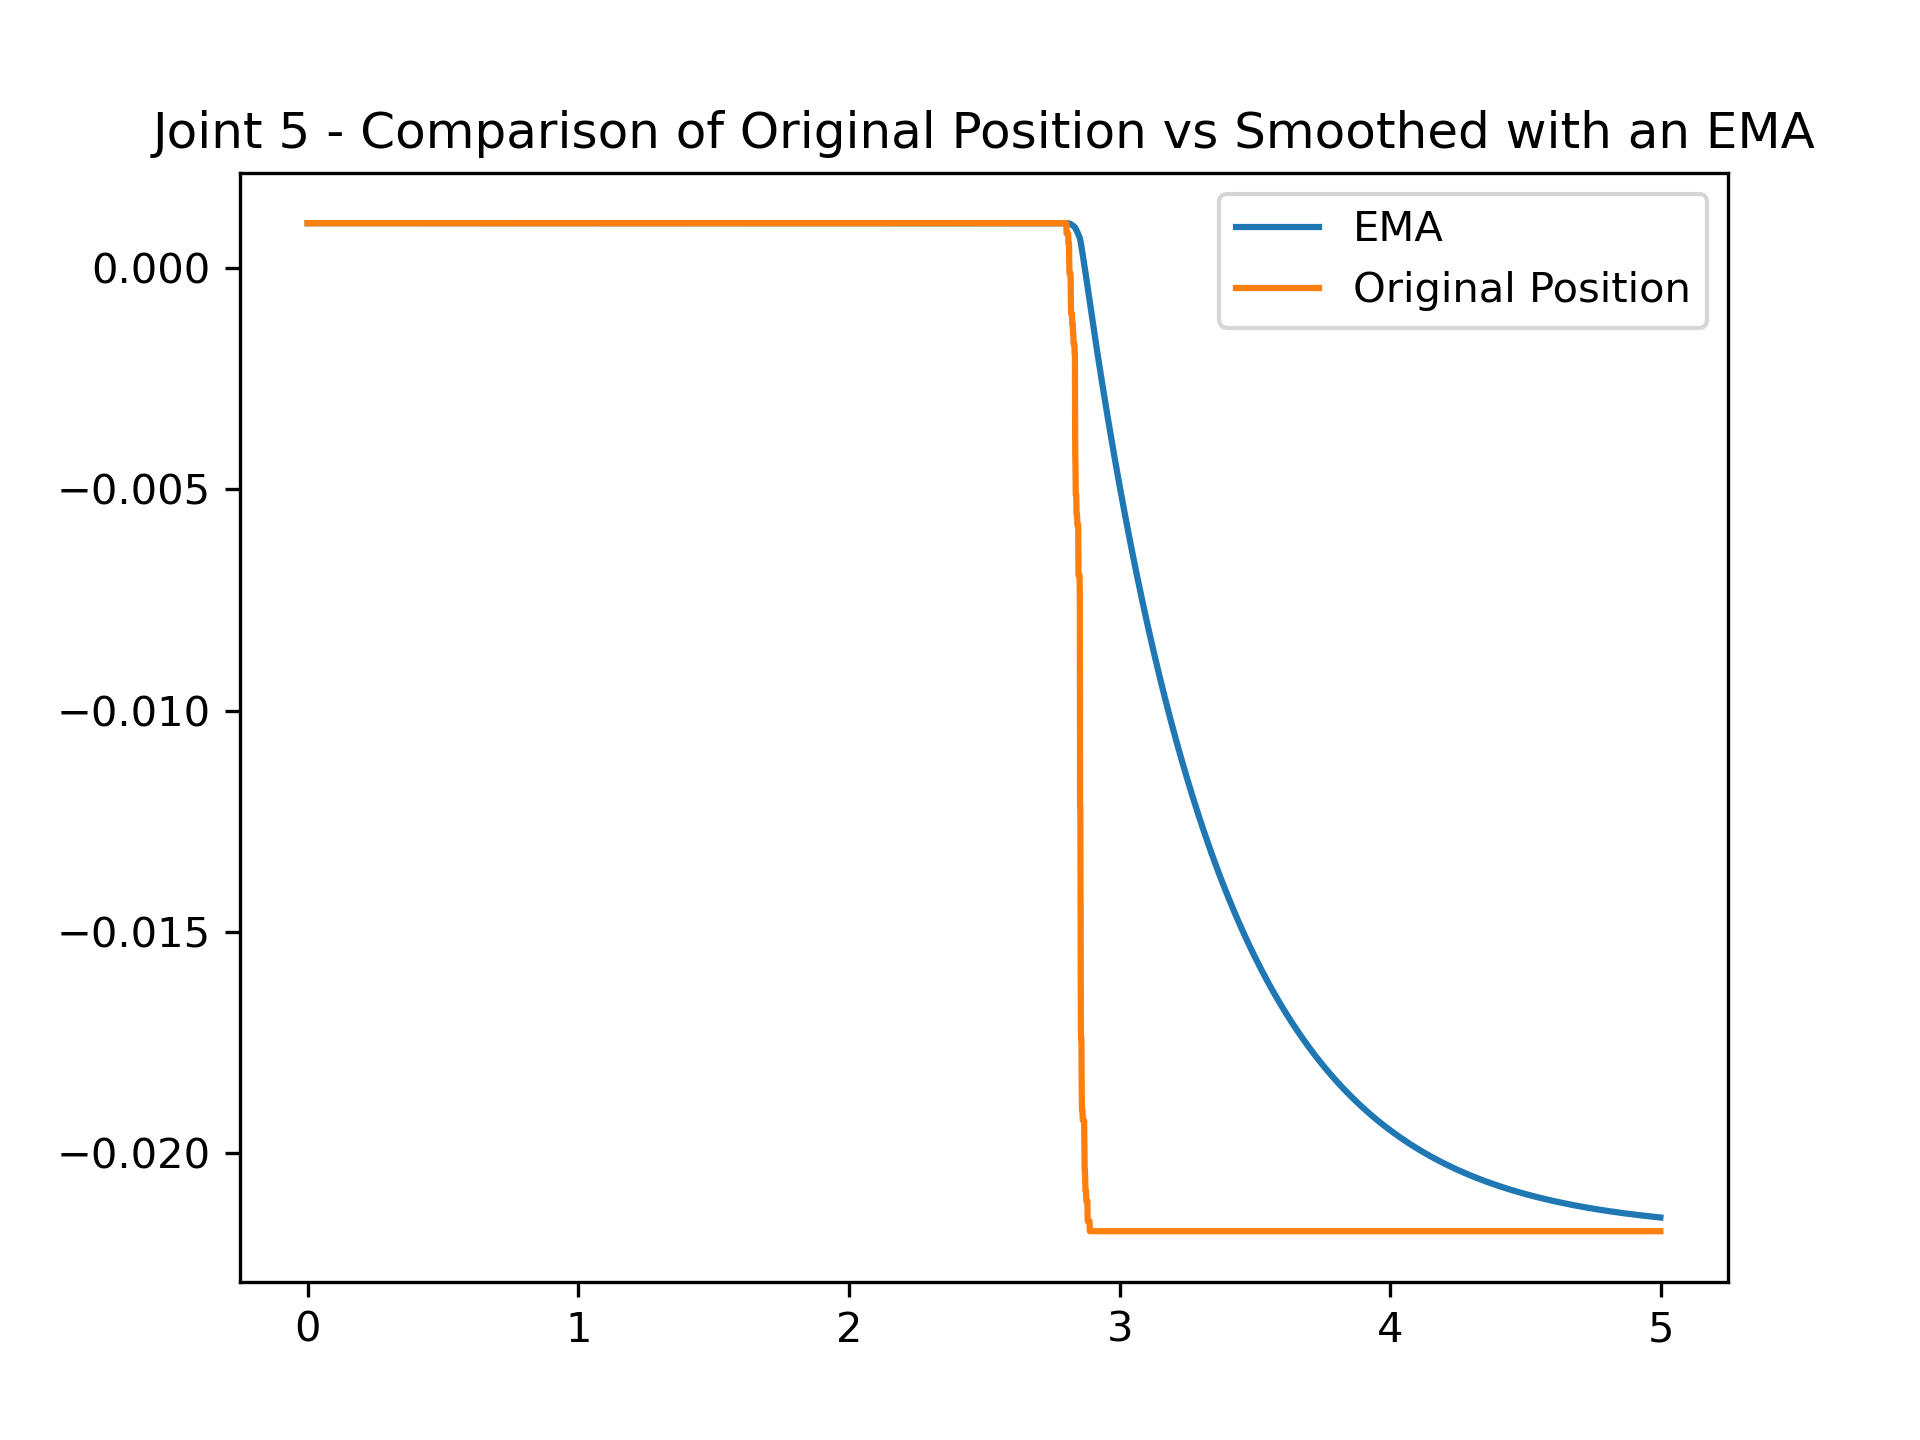 Joint 5 - Comparison of Original Position vs Smoothed with an EMA
EMA
Original Position
0.000
−0.005
−0.010
−0.015
−0.020
0 1 2 3 4 5